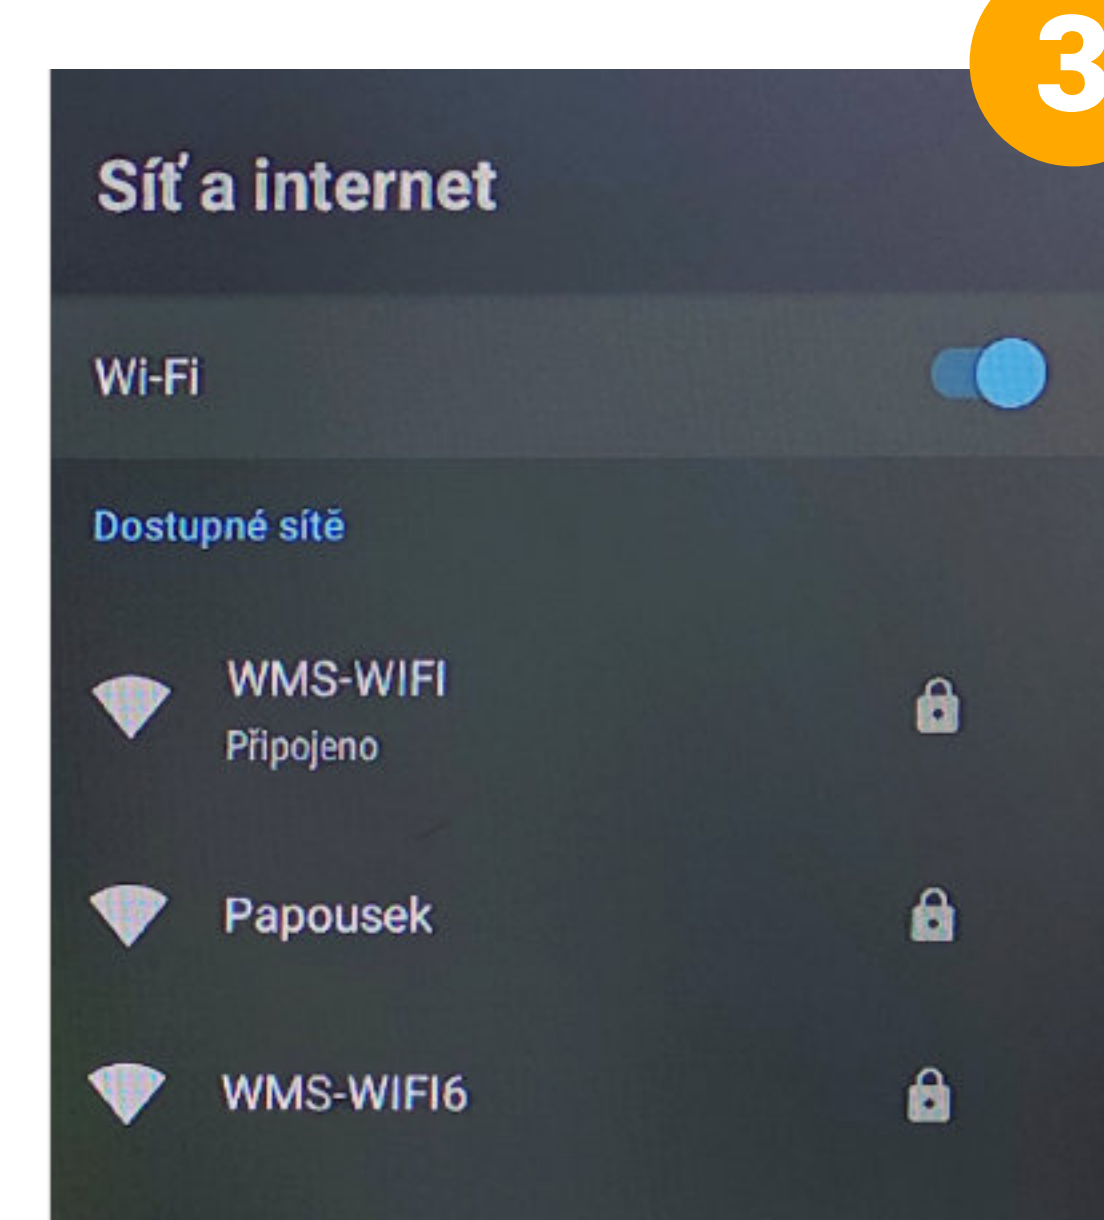 3
Síť a internet
Wi-Fi
Dostupné sítě
WMS-WIFI
Připojeno
Papousek
WMS-WIFI6